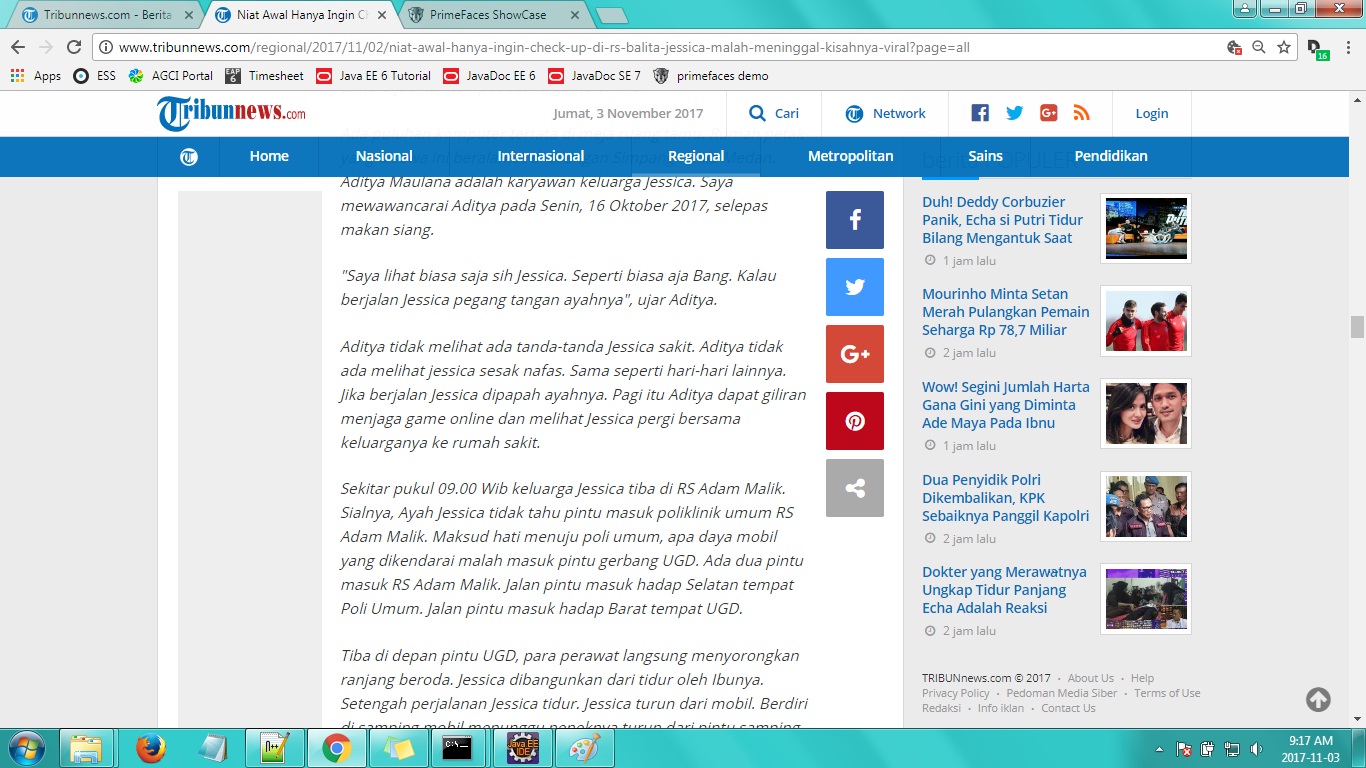 Tribunnews.com - Berita
Niat Awal Hanya Ingin Ch
PrimeFaces ShowCase
www.tribunnews.com/regional/2017/11/02/niat-awal-hanya-ingin-check-up-di-rs-balita-jessica-malah-meninggal-kisahnya-viral?page=all
16
Apps
ESS
AGCI Portal
EAP 6
Timesheet
Java EE 6 Tutorial
JavaDoc EE 6
JavaDoc SE 7
primefaces demo
Tribunnews.com
Jumat, 3 November 2017
Cari
Network
Login
Home
Nasional
Internasional
Regional
Metropolitan
Sains
Pendidikan
Aditya Maulana adalah karyawan keluarga Jessica. Saya
mewawancarai Aditya pada Senin, 16 Oktober 2017, selepas
makan siang.
"Saya lihat biasa saja sih Jessica. Seperti biasa aja Bang. Kalau
berjalan Jessica pegang tangan ayahnya", ujar Aditya.
Aditya tidak melihat ada tanda-tanda Jessica sakit. Aditya tidak
ada melihat jessica sesak nafas. Sama seperti hari-hari lainnya.
Jika berjalan Jessica dipapah ayahnya. Pagi itu Aditya dapat giliran
menjaga game online dan melihat Jessica pergi bersama
keluarganya ke rumah sakit.
Sekitar pukul 09.00 Wib keluarga Jessica tiba di RS Adam Malik.
Sialnya, Ayah Jessica tidak tahu pintu masuk poliklinik umum RS
Adam Malik. Maksud hati menuju poli umum, apa daya mobil
yang dikendarai malah masuk pintu gerbang UGD. Ada dua pintu
masuk RS Adam Malik. Jalan pintu masuk hadap Selatan tempat
Poli Umum. Jalan pintu masuk hadap Barat tempat UGD.
Tiba di depan pintu UGD, para perawat langsung menyorongkan
ranjang beroda. Jessica dibangunkan dari tidur oleh Ibunya.
Setengah perjalanan Jessica tidur. Jessica turun dari mobil. Berdiri
di samping mobil menunggu neneknya turun dari pintu samping
Duh! Deddy Corbuzier
Panik, Echa si Putri Tidur
Bilang Mengantuk Saat
1 jam lalu
Mourinho Minta Setan
Merah Pulangkan Pemain
Seharga Rp 78,7 Miliar
2 jam lalu
Wow! Segini Jumlah Harta
Gana Gini yang Diminta
Ade Maya Pada Ibnu
1 jam lalu
Dua Penyidik Polri
Dikembalikan, KPK
Sebaiknya Panggil Kapolri
2 jam lalu
Dokter yang Merawatnya
Ungkap Tidur Panjang
Echa Adalah Reaksi
2 jam lalu
TRIBUNnews.com © 2017 • About Us • Help
Privacy Policy • Pedoman Media Siber • Terms of Use
Redaksi • Info iklan • Contact Us
Java EE
IDE
9:17 AM
2017-11-03